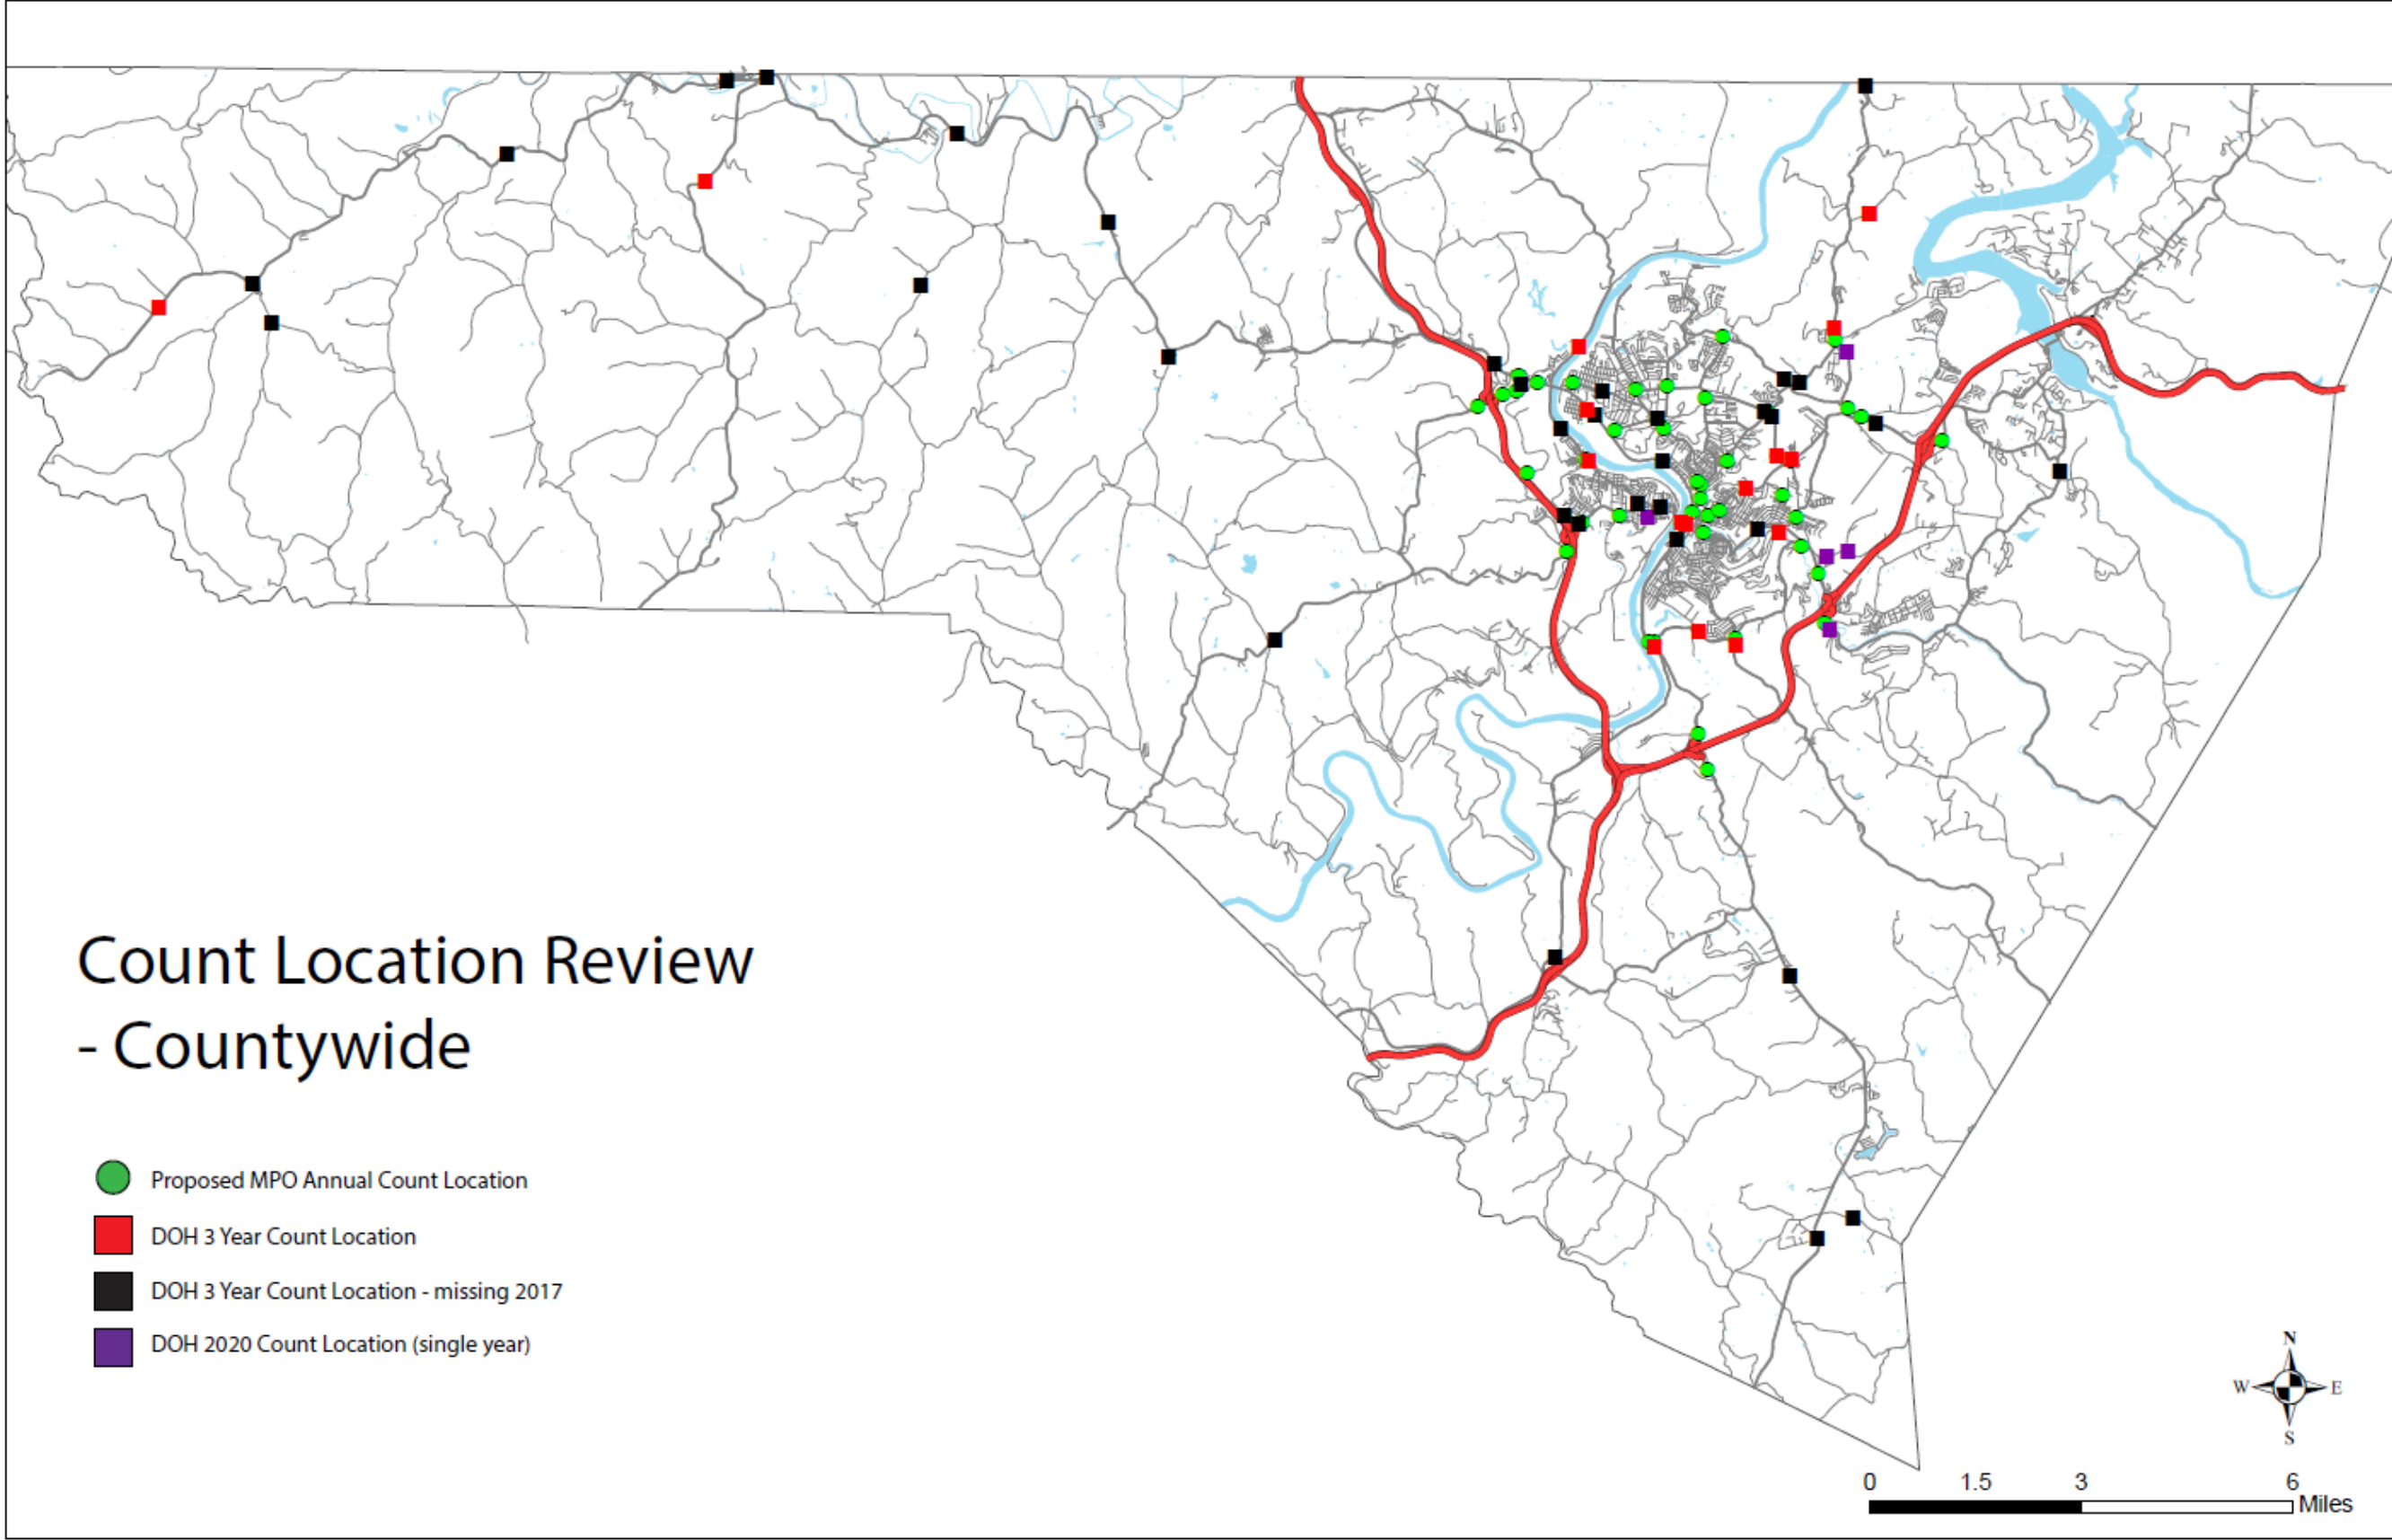 Count Location Review
- Countywide
Proposed MPO Annual Count Location
DOH 3 Year Count Location
DOH 3 Year Count Location - missing 2017
DOH 2020 Count Location (single year)
N
W E
S
0 1.5 3 6
Miles